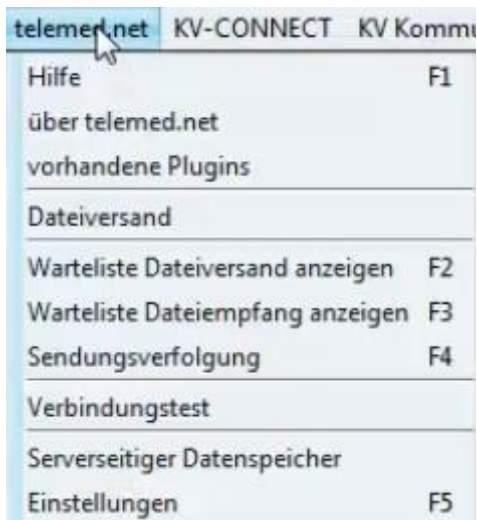 telemed.net KV-CONNECT KV Kommu
Hilfe F1
über telemed.net
vorhandene Plugins
Dateiversand
Warteliste Dateiversand anzeigen F2
Warteliste Dateiempfang anzeigen F3
Sendungsverfolgung F4
Verbindungstest
Serverseitiger Datenspeicher
Einstellungen F5